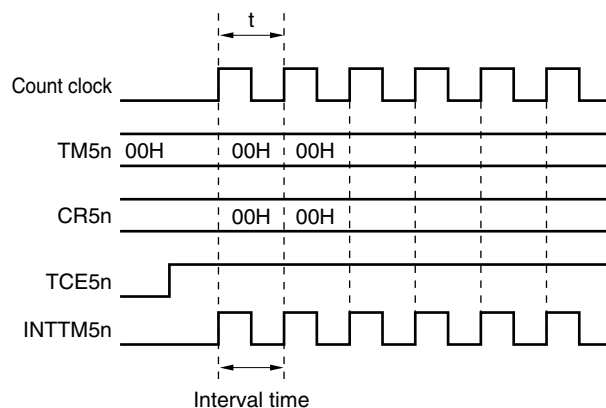 t
Count clock
TM5n 00H 00H 00H
CR5n 00H 00H
TCE5n
INTTM5n
Interval time